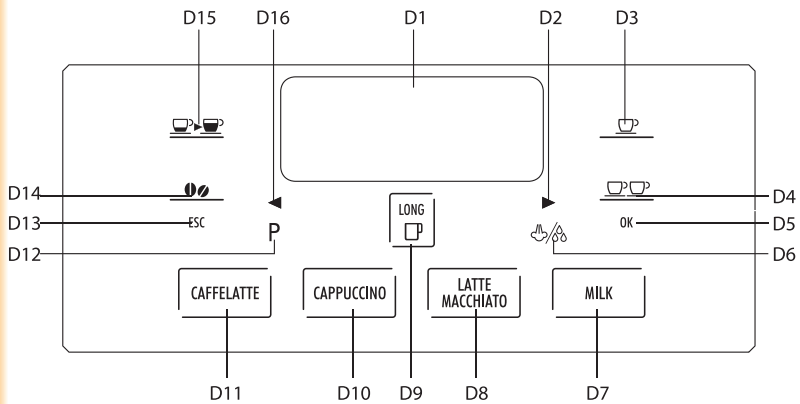 D15 D16 D1 D2 D3
D14
D4
D13 ESC
LONG
OK D5
D12 P
D6
CAFFELATTE
CAPPUCCINO
LATTE
MACCHIATO
MILK
D11 D10 D9 D8 D7